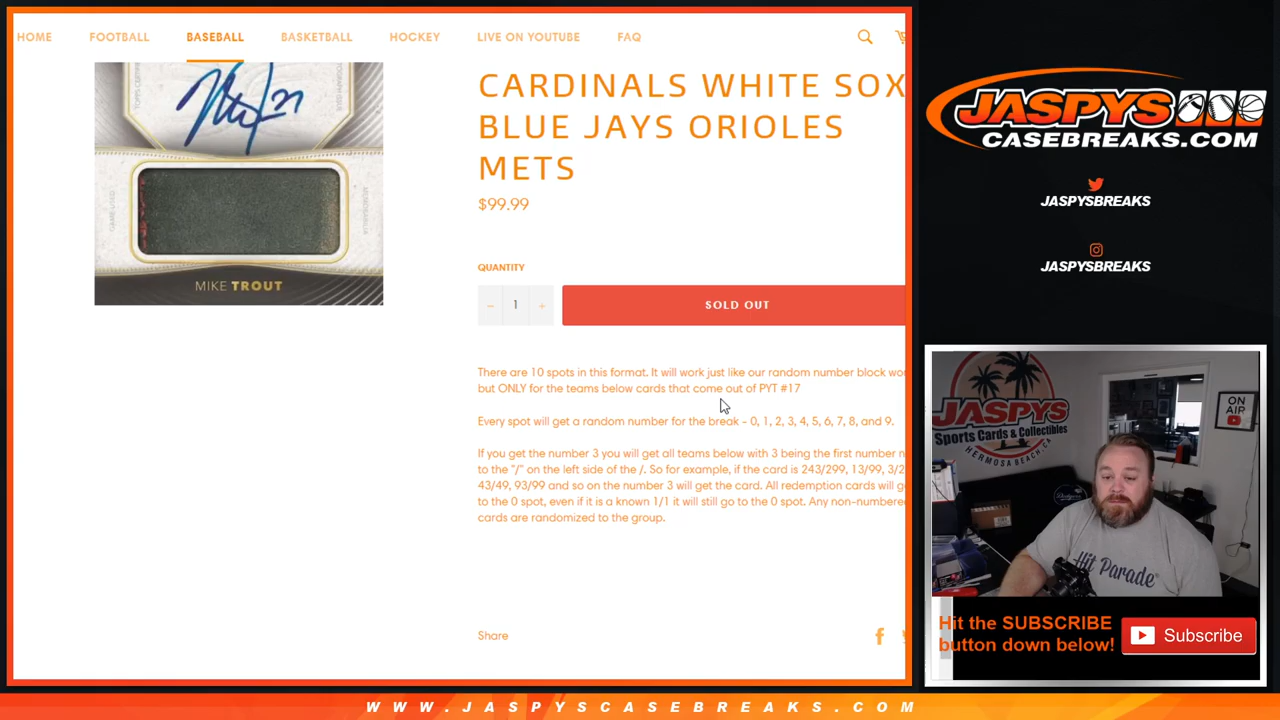 HOME FOOTBALL BASEBALL BASKETBALL HOCKEY LIVE ON YOUTUBE FAQ
CARDINALS WHITE SOX
BLUE JAYS ORIOLES
METS
$99.99
QUANTITY
− 1 + SOLD OUT
There are 10 spots in this format. It will work just like our random number block
but ONLY for the teams below cards that come out of PYT #17
Every spot will get a random number for the break - 0, 1, 2, 3, 4, 5, 6, 7, 8, and 9.
If you get the number 3 you will get all teams below with 3 being the first number
to the "/" on the left side of the /. So for example, if the card is 243/299, 13/99,
43/49, 93/99 and so on the number 3 will get the card. All redemption cards will
to the 0 spot, even if it is a known 1/1 it will still go to the 0 spot. Any non-numbered
cards are randomized to the group.
Share
MIKE TROUT
JASPYS
CASEBREAKS.COM
JASPYSBREAKS
JASPYSBREAKS
JASPYS
Sports Cards & Collectibles
HERMOSA BEACH, CA
ON
AIR
Hit Parade
Hit the SUBSCRIBE
button down below!
Subscribe
WWW.JASPYSCASEBREAKS.COM